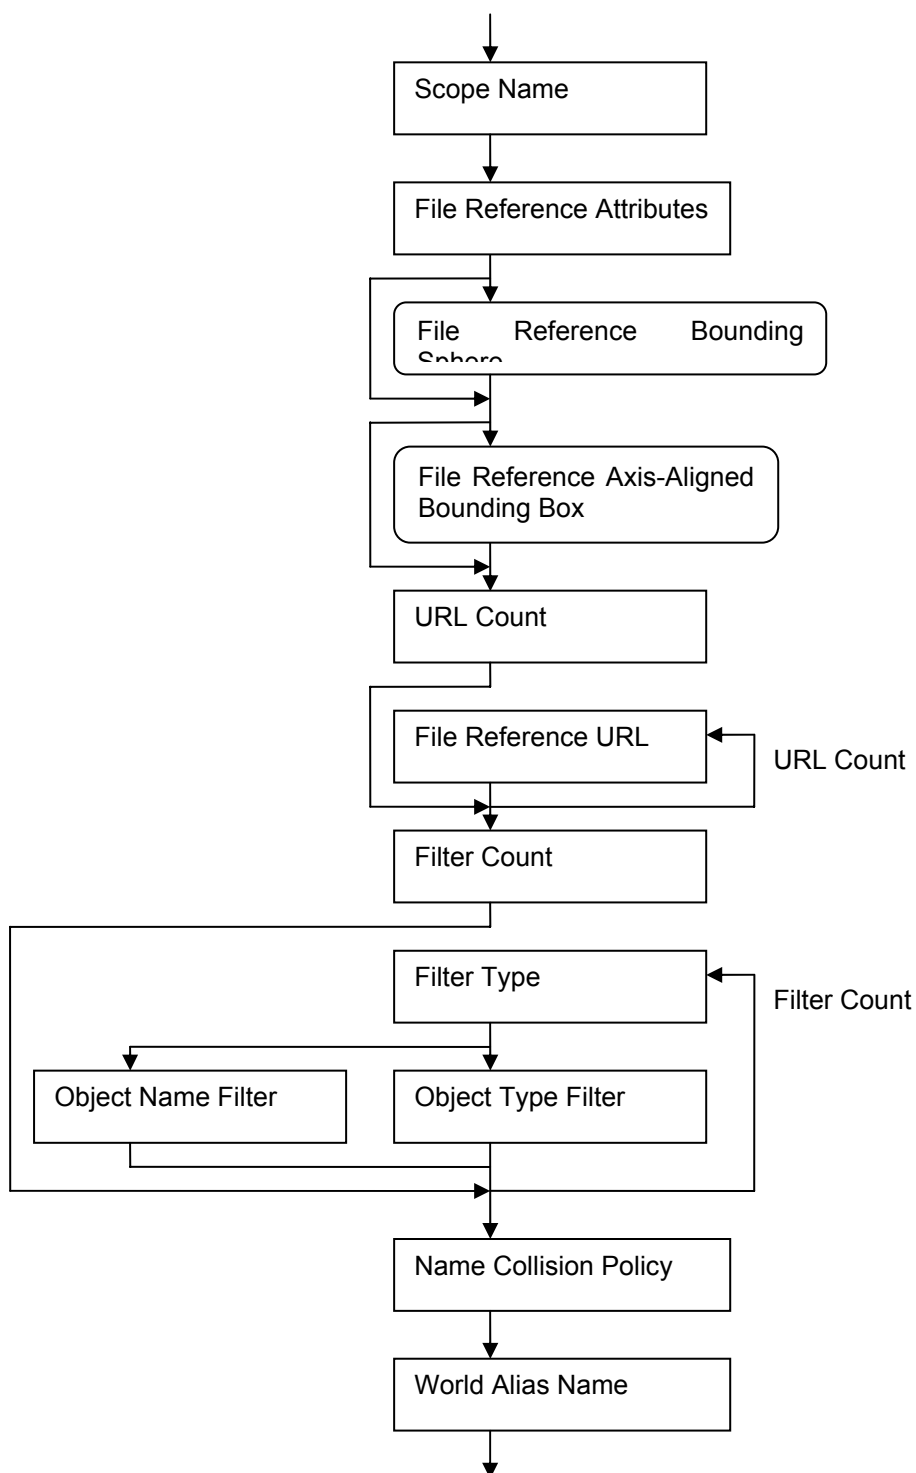 Scope Name
File Reference Attributes
File Reference Bounding
Sphere
File Reference Axis-Aligned
Bounding Box
URL Count
File Reference URL
URL Count
Filter Count
Filter Type
Filter Count
Object Name Filter
Object Type Filter
Name Collision Policy
World Alias Name